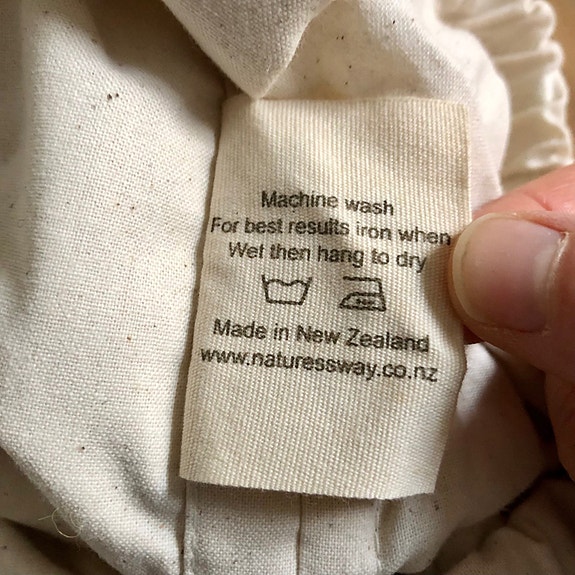 Machine wash
For best results iron when
Wet then hang to dry
Made in New Zealand
www.naturessway.co.nz